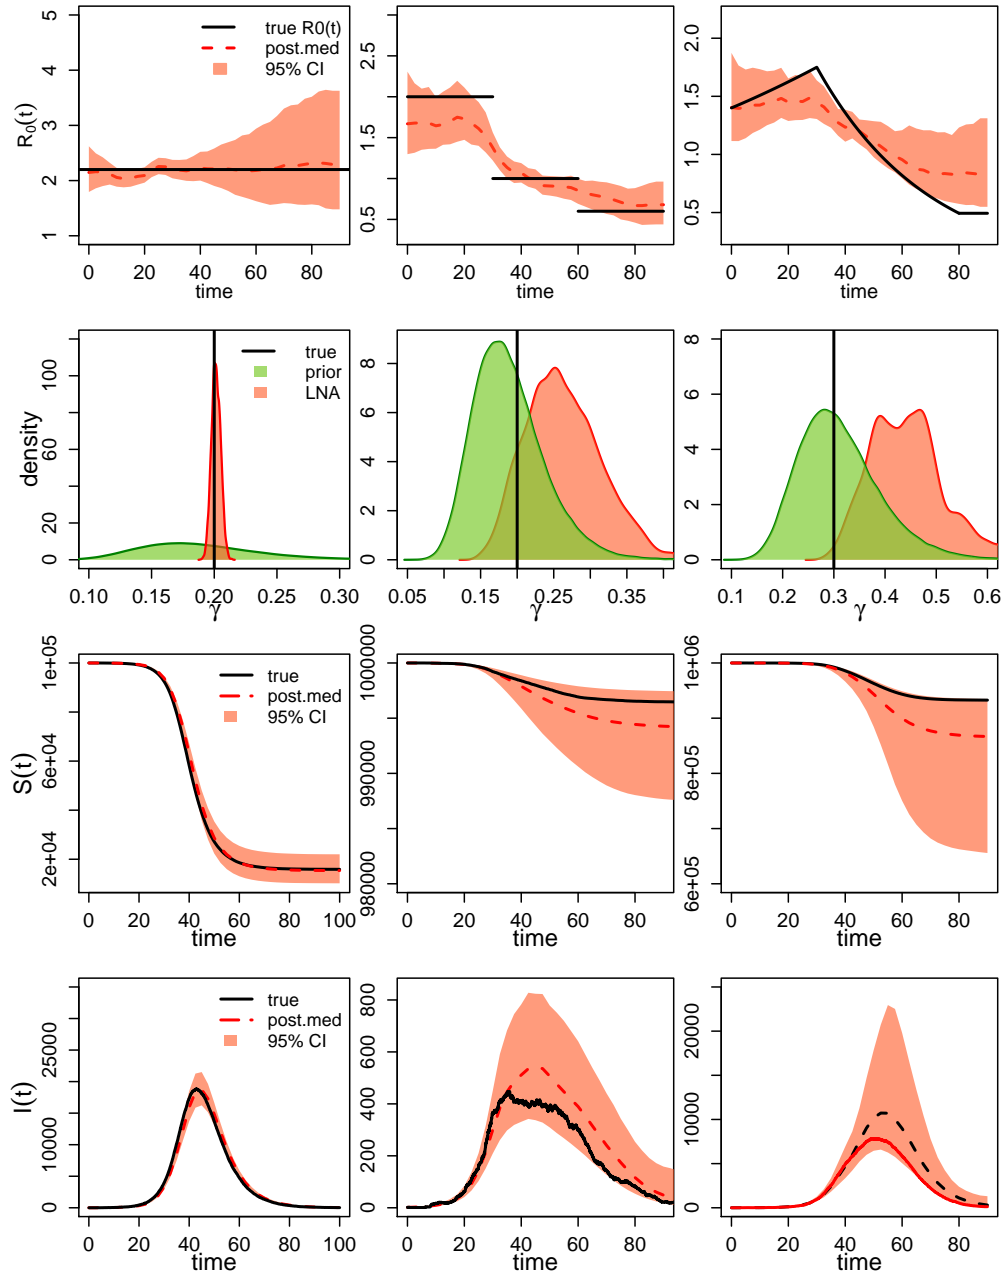 R0(t)
1 2 3 4 5
true R0(t)
post.med
95% CI
0 20 40 60 80
time
0.5 1.5 2.5
0 20 40 60 80
time
0.5 1.0 1.5 2.0
0 20 40 60 80
time
density
0 20 60 100
true
prior
LNA
0.10 0.15 0.20 0.25 0.30
γ
0 2 4 6 8
0.05 0.15 0.25 0.35
γ
0 2 4 6 8
0.1 0.2 0.3 0.4 0.5 0.6
γ
S(t)
2e+04 6e+04 1e+05
true
post.med
95% CI
0 20 40 60 80 100
time
980000 990000 1000000
0 20 40 60 80
time
6e+05 8e+05 1e+06
0 20 40 60 80
time
I(t)
0 10000 25000
true
post.med
95% CI
0 20 40 60 80 100
time
0 200 400 600 800
0 20 40 60 80
time
0 10000 20000
0 20 40 60 80
time